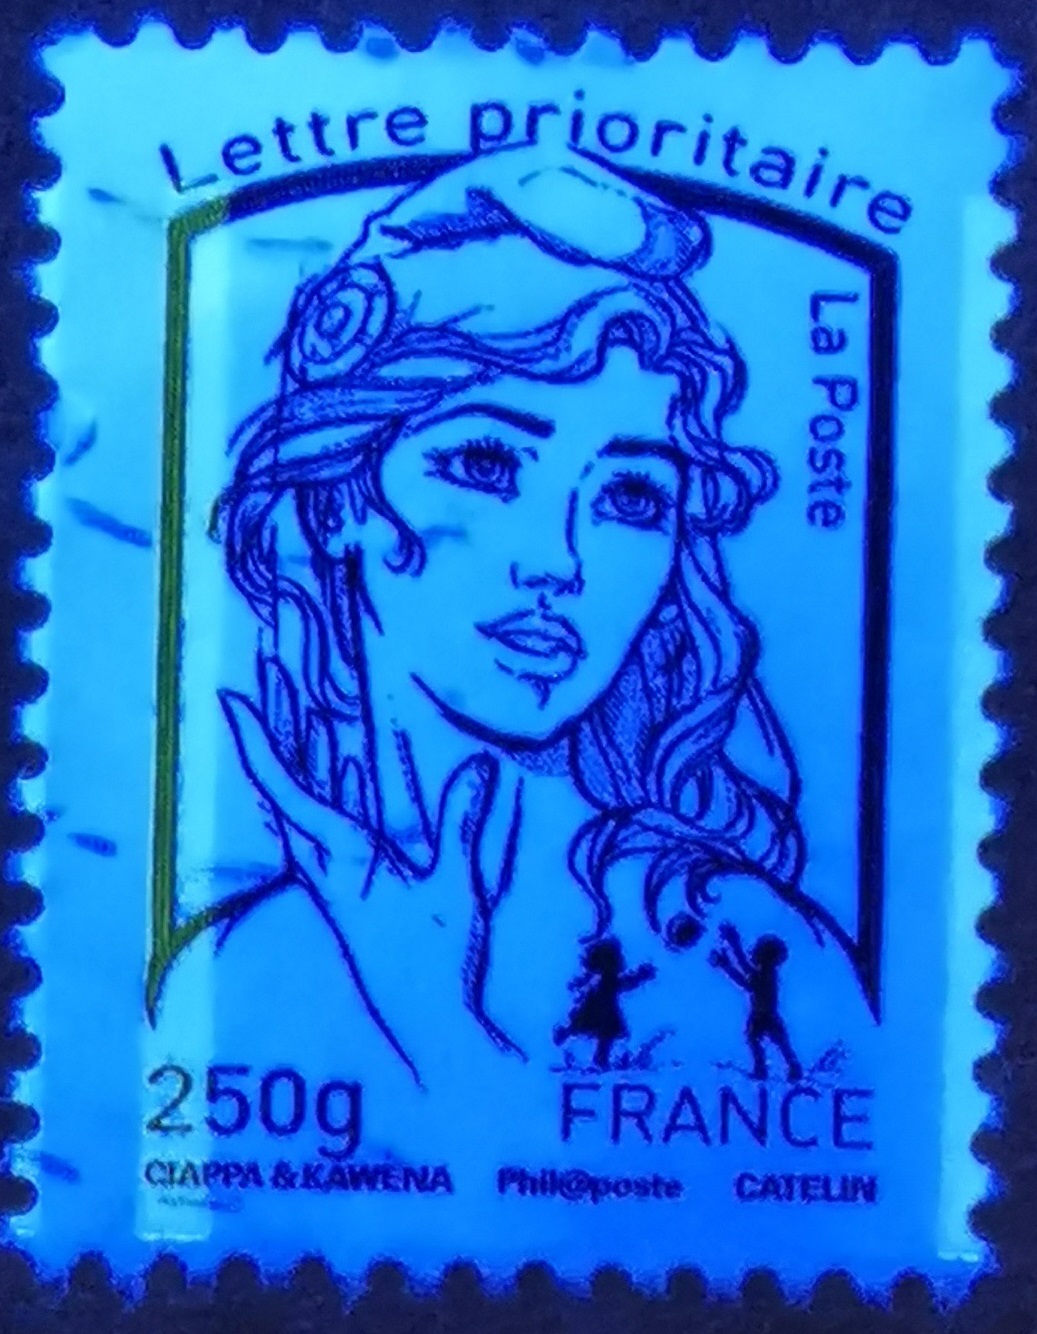 Lettre prioritaire
La Poste
250g FRANCE
CIAPPA & KAWENA Phil@poste CATELIN